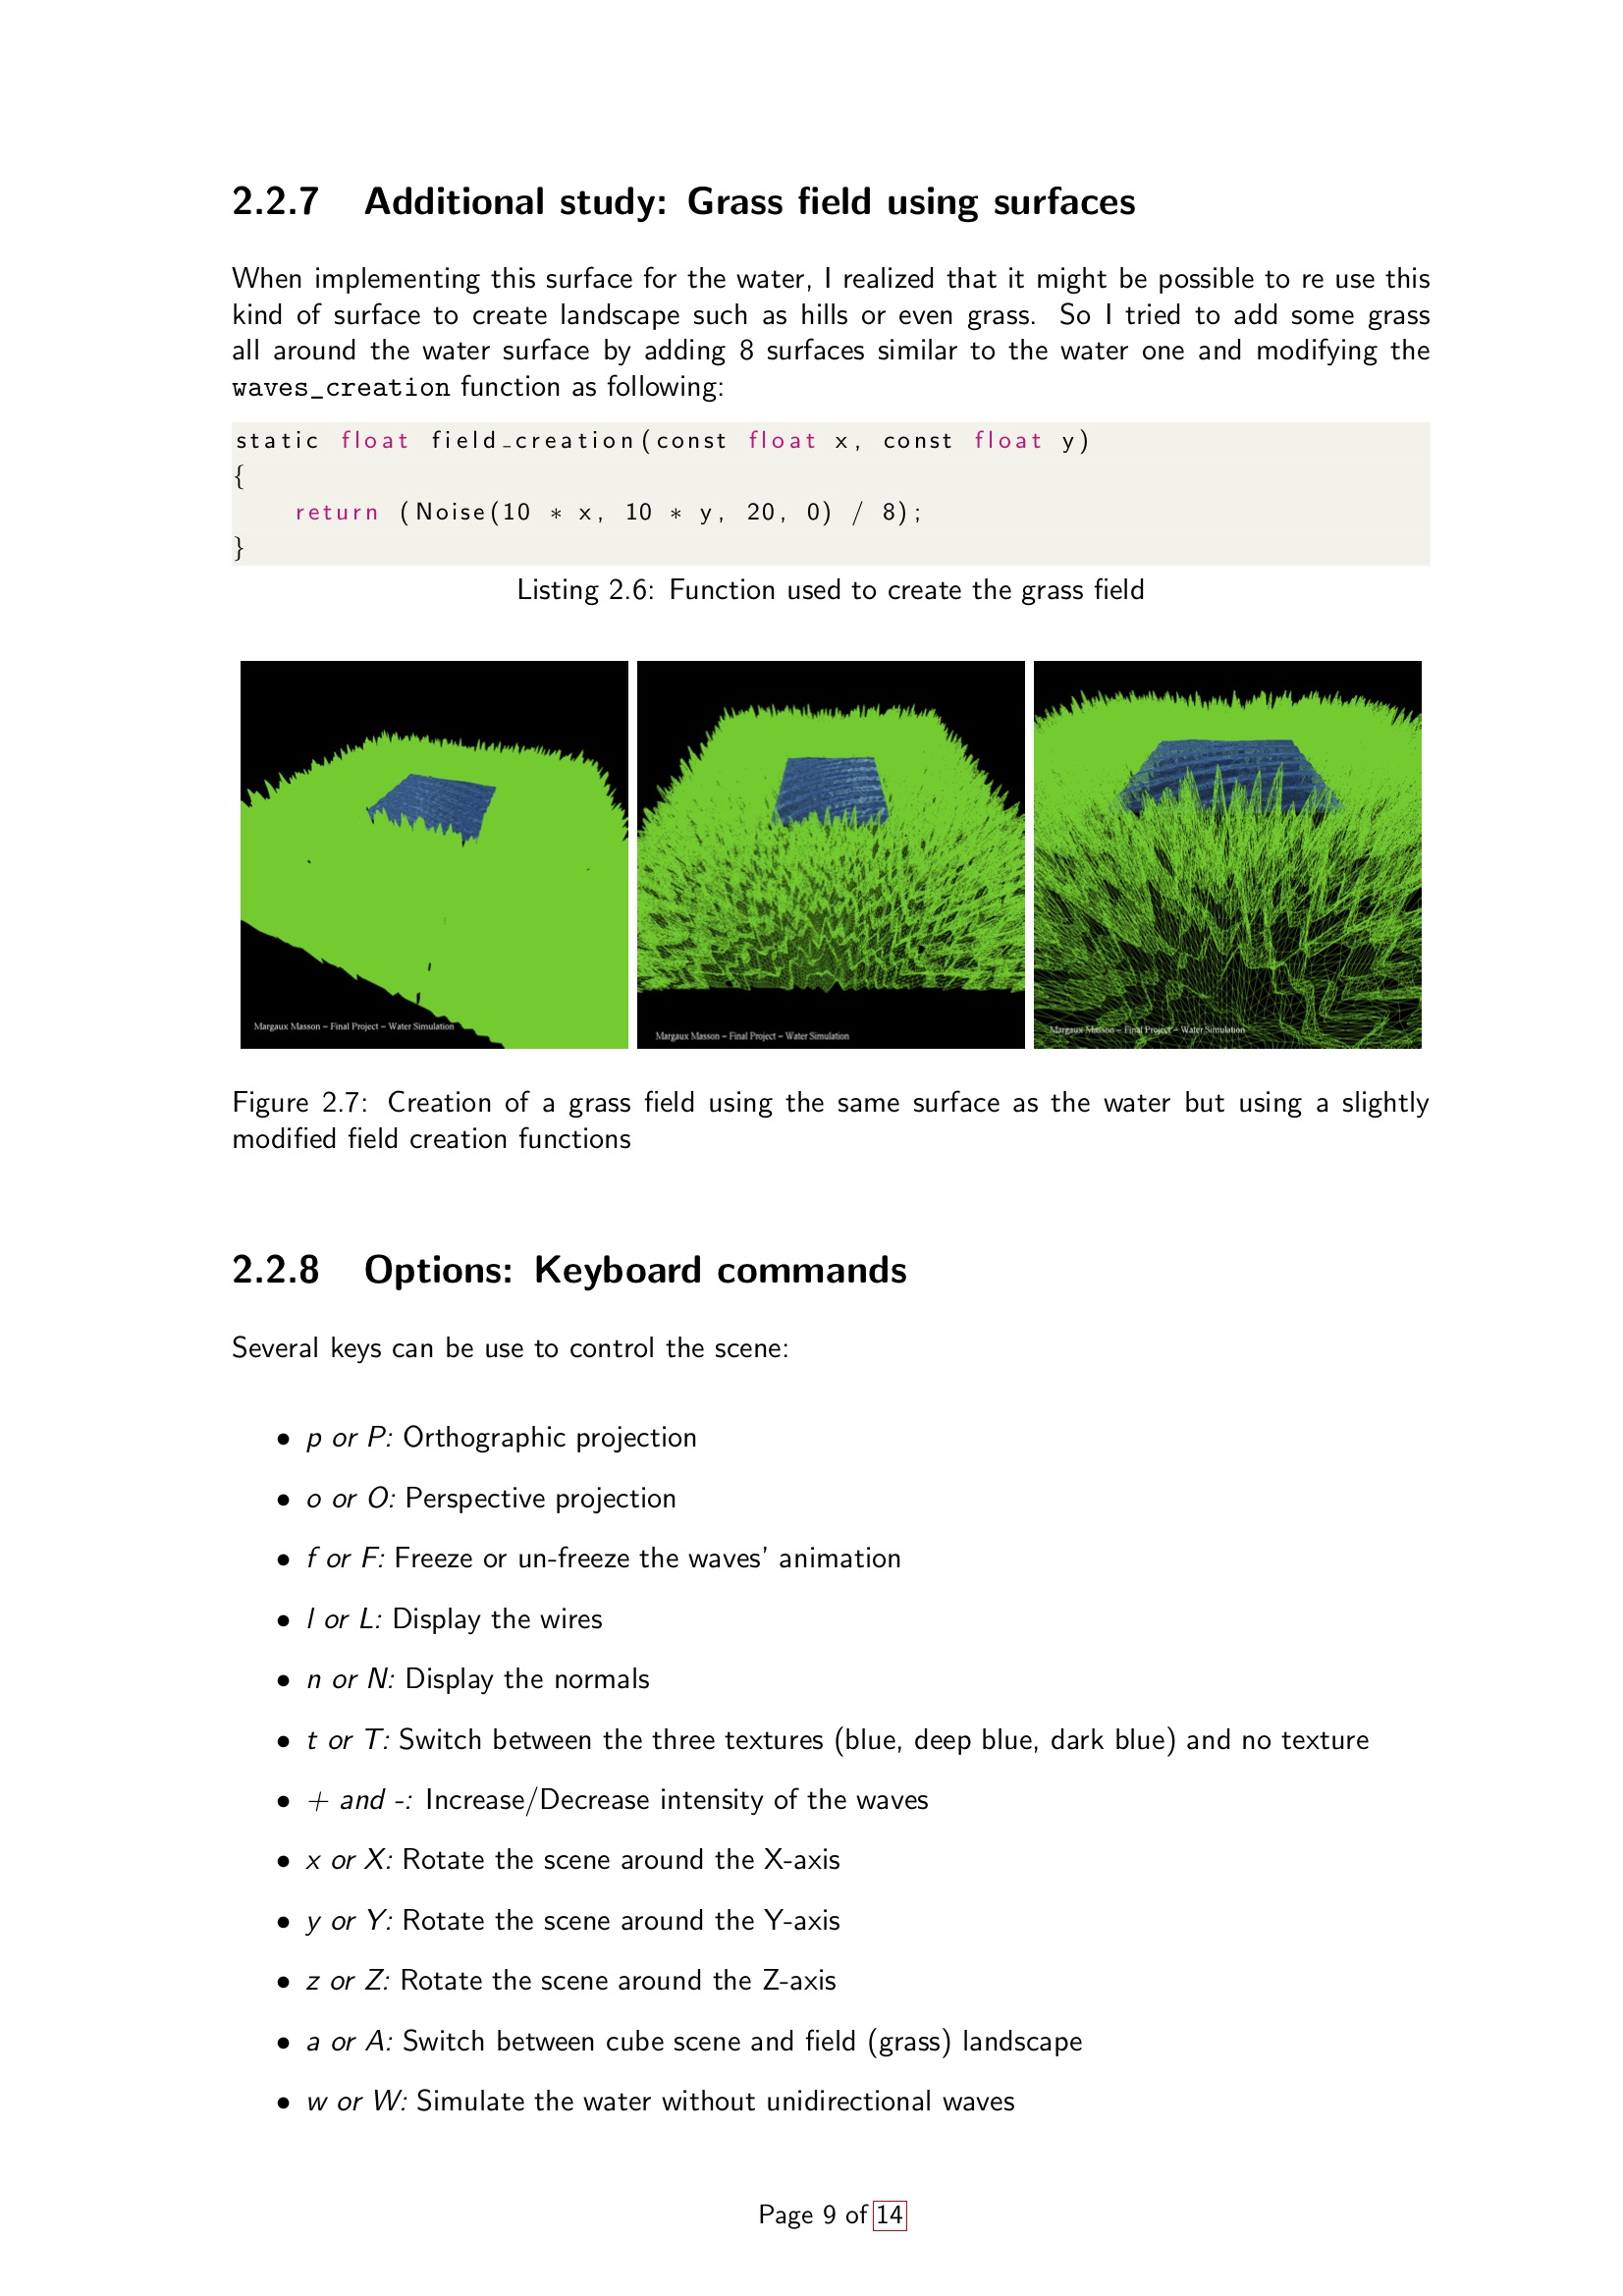 2.2.7 Additional study: Grass field using surfaces
When implementing this surface for the water, I realized that it might be possible to re use this
kind of surface to create landscape such as hills or even grass. So I tried to add some grass
all around the water surface by adding 8 surfaces similar to the water one and modifying the
waves_creation function as following:
static float field_creation(const float x, const float y)
{
    return (Noise(10 * x, 10 * y, 20, 0) / 8);
}
Listing 2.6: Function used to create the grass field
Margaux Masson – Final Project – Water Simulation
Margaux Masson – Final Project – Water Simulation
Margaux Masson – Final Project – Water Simulation
Figure 2.7: Creation of a grass field using the same surface as the water but using a slightly
modified field creation functions
2.2.8 Options: Keyboard commands
Several keys can be use to control the scene:
• p or P: Orthographic projection
• o or O: Perspective projection
• f or F: Freeze or un-freeze the waves' animation
• l or L: Display the wires
• n or N: Display the normals
• t or T: Switch between the three textures (blue, deep blue, dark blue) and no texture
• + and -: Increase/Decrease intensity of the waves
• x or X: Rotate the scene around the X-axis
• y or Y: Rotate the scene around the Y-axis
• z or Z: Rotate the scene around the Z-axis
• a or A: Switch between cube scene and field (grass) landscape
• w or W: Simulate the water without unidirectional waves
Page 9 of 14